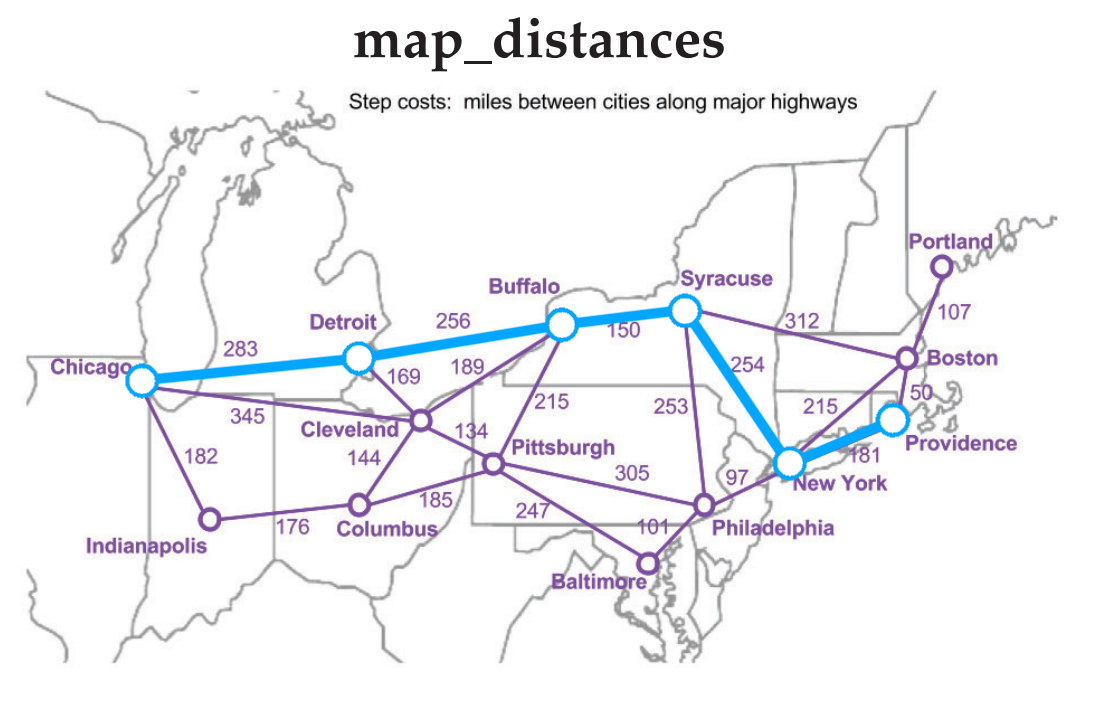 map_distances
Step costs:  miles between cities along major highways
Portland
Syracuse
Buffalo
107
Detroit
256
150
312
283
Boston
Chicago
189
254
169
50
345
215
253
215
Cleveland
134
Providence
Pittsburgh
182
144
305
181
97
New York
185
247
176
Columbus
101
Philadelphia
Indianapolis
Baltimore